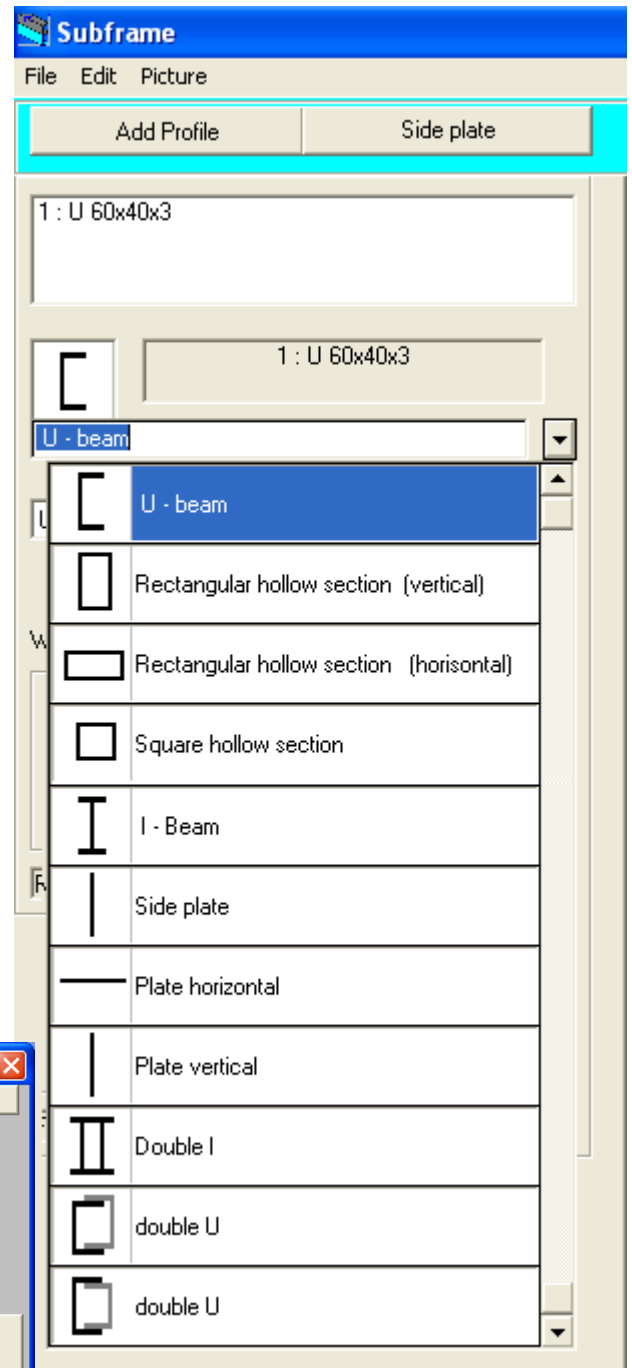 Subframe
File Edit Picture
Add Profile Side plate
1 : U 60x40x3
1 : U 60x40x3
U - beam
U - beam
Rectangular hollow section (vertical)
Rectangular hollow section (horisontal)
Square hollow section
I - Beam
Side plate
Plate horizontal
Plate vertical
Double I
double U
double U